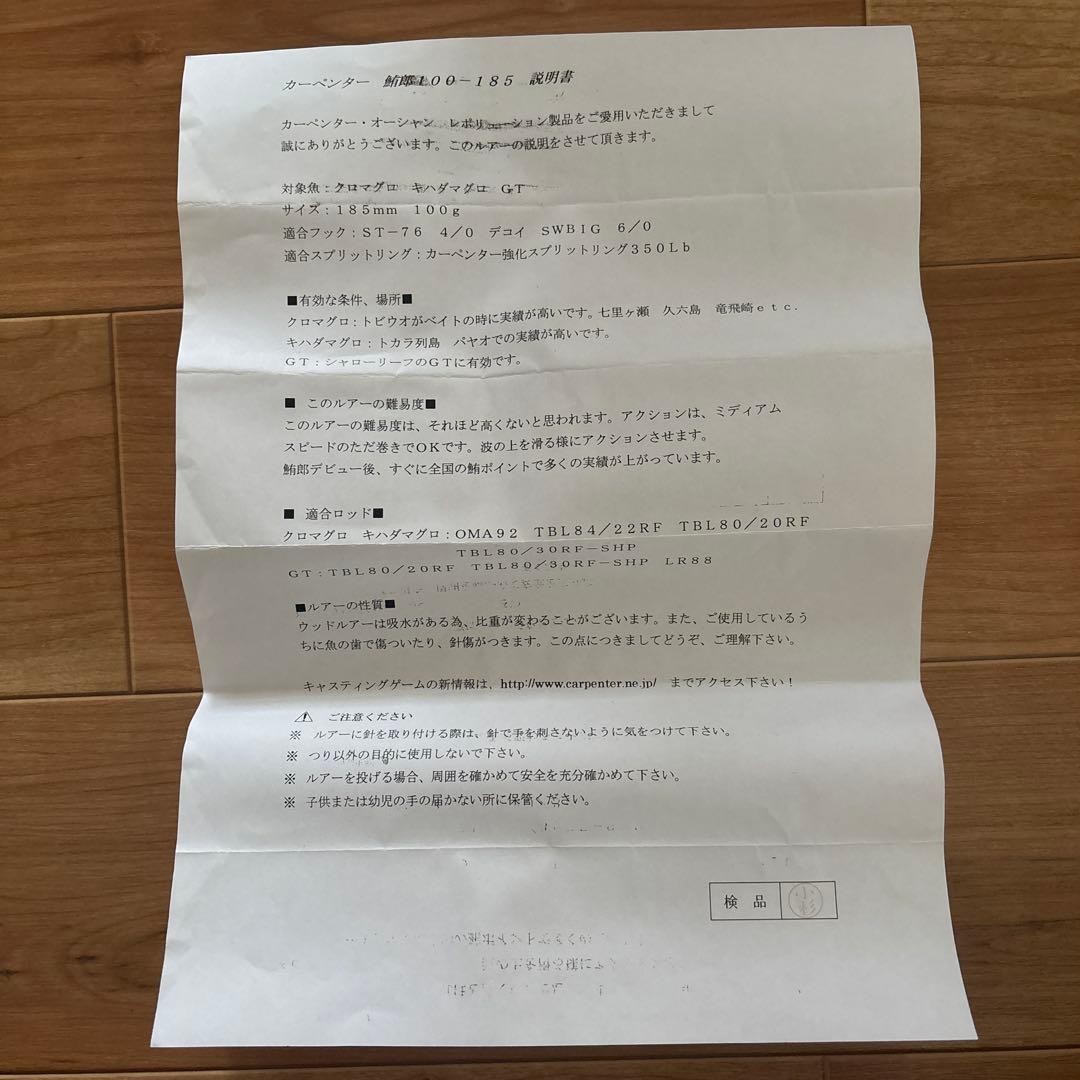 カーペンター　鮪郎１００－１８５　説明書
カーペンター・オーシャン　レボリューション製品をご愛用いただきまして
誠にありがとうございます。このルアーの説明をさせて頂きます。
対象魚：クロマグロ　キハダマグロ　ＧＴ
サイズ：１８５ｍｍ　１００ｇ
適合フック：ＳＴ－７６　４／０　デコイ　ＳＷＢＩＧ　６／０
適合スプリットリング：カーペンター強化スプリットリング３５０Ｌｂ
■有効な条件、場所■
クロマグロ：トビウオがベイトの時に実績が高いです。七里ヶ瀬　久六島　竜飛崎ｅｔｃ．
キハダマグロ：トカラ列島　パヤオでの実績が高いです。
ＧＴ：シャローリーフのＧＴに有効です。
■　このルアーの難易度■
このルアーの難易度は、それほど高くないと思われます。アクションは、ミディアム
スピードのただ巻きでＯＫです。波の上を滑る様にアクションさせます。
鮪郎デビュー後、すぐに全国の鮪ポイントで多くの実績が上がっています。
■　適合ロッド■
クロマグロ　キハダマグロ：ＯＭＡ９２　ＴＢＬ８４／２２ＲＦ　ＴＢＬ８０／２０ＲＦ
ＴＢＬ８０／３０ＲＦ－ＳＨＰ
ＧＴ：ＴＢＬ８０／２０ＲＦ　ＴＢＬ８０／３０ＲＦ－ＳＨＰ　ＬＲ８８
■ルアーの性質■
ウッドルアーは吸水がある為、比重が変わることがございます。また、ご使用しているう
ちに魚の歯で傷ついたり、針傷がつきます。この点につきましてどうぞ、ご理解下さい。
キャスティングゲームの新情報は，http://www.carpenter.ne.jp/　までアクセス下さい！
⚠　ご注意ください
※　ルアーに針を取り付ける際は、針で手を刺さないように気をつけて下さい。
※　つり以外の目的に使用しないで下さい。
※　ルアーを投げる場合、周囲を確かめて安全を充分確かめて下さい。
※　子供または幼児の手の届かない所に保管ください。
検　品　小杉